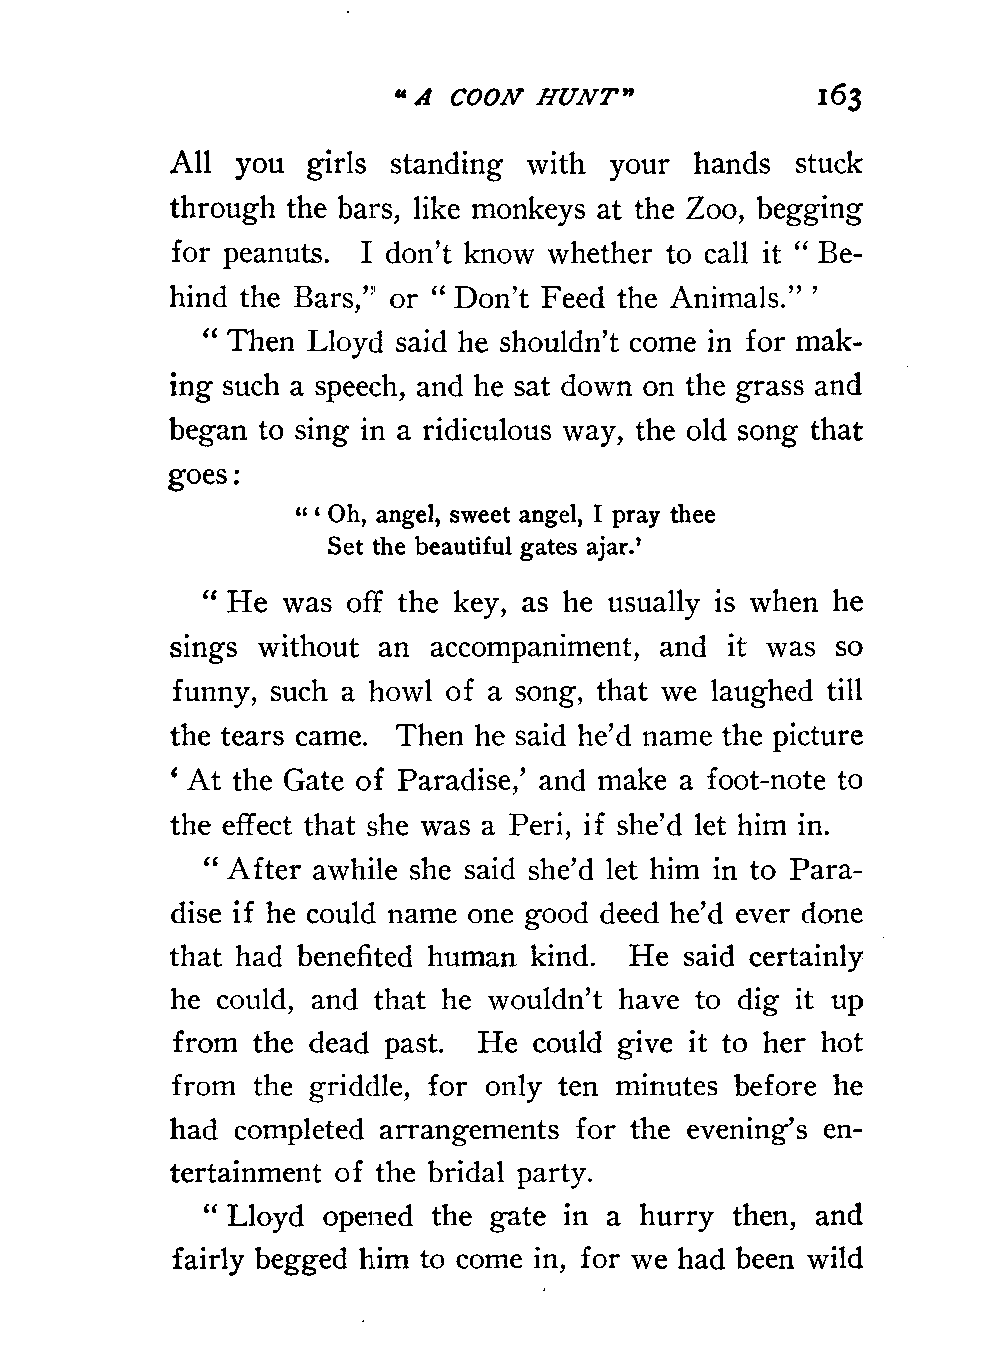 “A COON HUNT” 163
All you girls standing with your hands stuck
through the bars, like monkeys at the Zoo, begging
for peanuts. I don’t know whether to call it “ Be-
hind the Bars,” or “ Don’t Feed the Animals.” ’
“ Then Lloyd said he shouldn’t come in for mak-
ing such a speech, and he sat down on the grass and
began to sing in a ridiculous way, the old song that
goes:
“ ‘ Oh, angel, sweet angel, I pray thee
Set the beautiful gates ajar.’
“ He was off the key, as he usually is when he
sings without an accompaniment, and it was so
funny, such a howl of a song, that we laughed till
the tears came. Then he said he’d name the picture
‘ At the Gate of Paradise,’ and make a foot-note to
the effect that she was a Peri, if she’d let him in.
“ After awhile she said she’d let him in to Para-
dise if he could name one good deed he’d ever done
that had benefited human kind. He said certainly
he could, and that he wouldn’t have to dig it up
from the dead past. He could give it to her hot
from the griddle, for only ten minutes before he
had completed arrangements for the evening’s en-
tertainment of the bridal party.
“ Lloyd opened the gate in a hurry then, and
fairly begged him to come in, for we had been wild